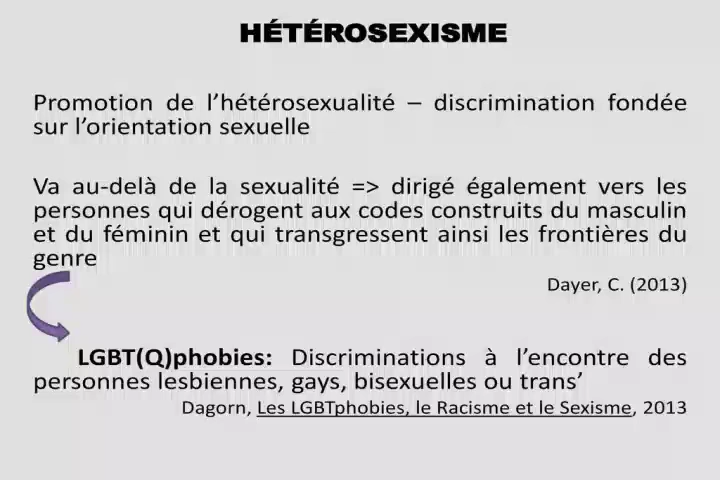 HÉTÉROSEXISME
Promotion de l’hétérosexualité – discrimination fondée
sur l’orientation sexuelle
Va au-delà de la sexualité => dirigé également vers les
personnes qui dérogent aux codes construits du masculin
et du féminin et qui transgressent ainsi les frontières du
genre
Dayer, C. (2013)
LGBT(Q)phobies: Discriminations à l’encontre des
personnes lesbiennes, gays, bisexuelles ou trans’
Dagorn, Les LGBTphobies, le Racisme et le Sexisme, 2013